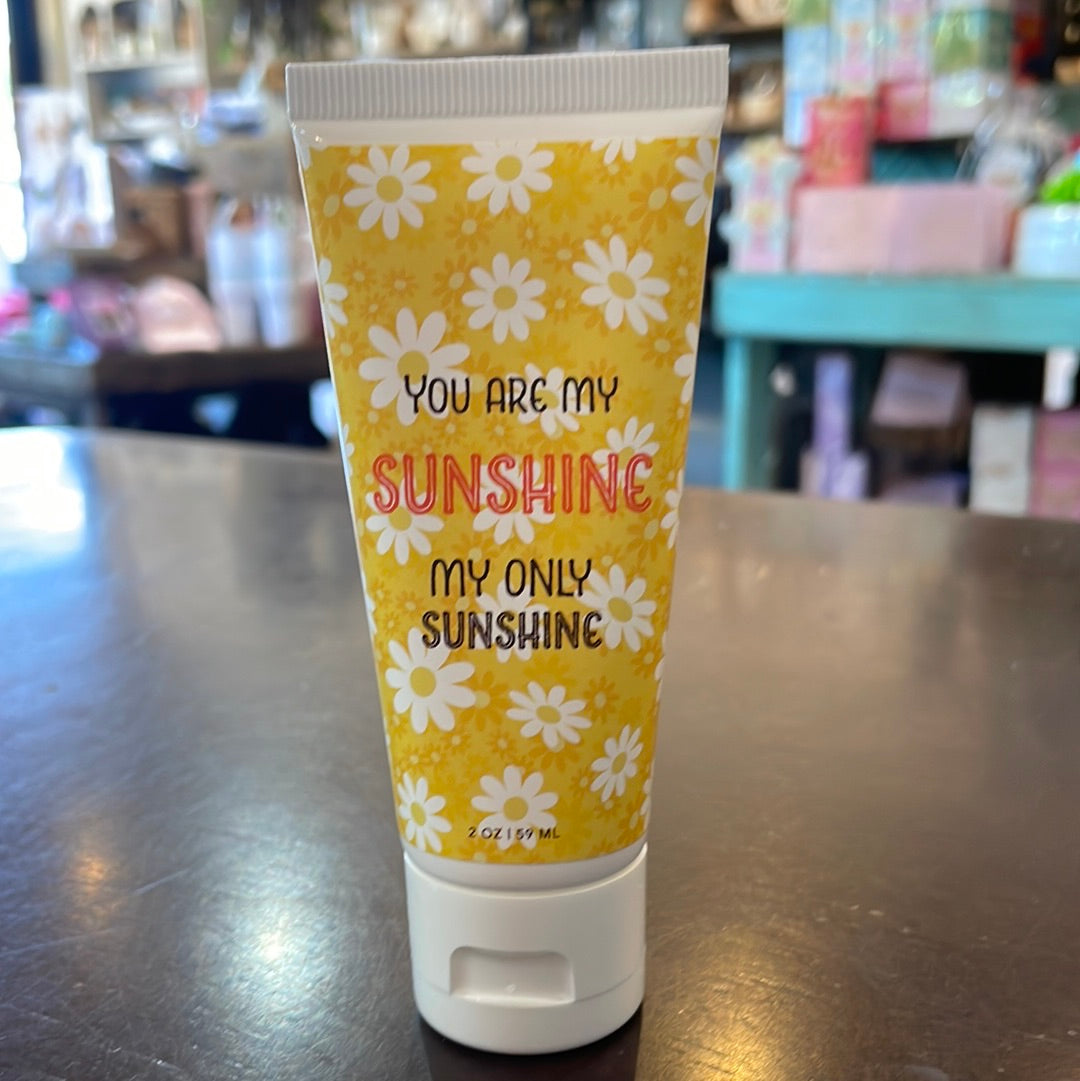 YOU ARE MY
SUNSHINE
MY ONLY
SUNSHINE
2 OZ | 59 ML